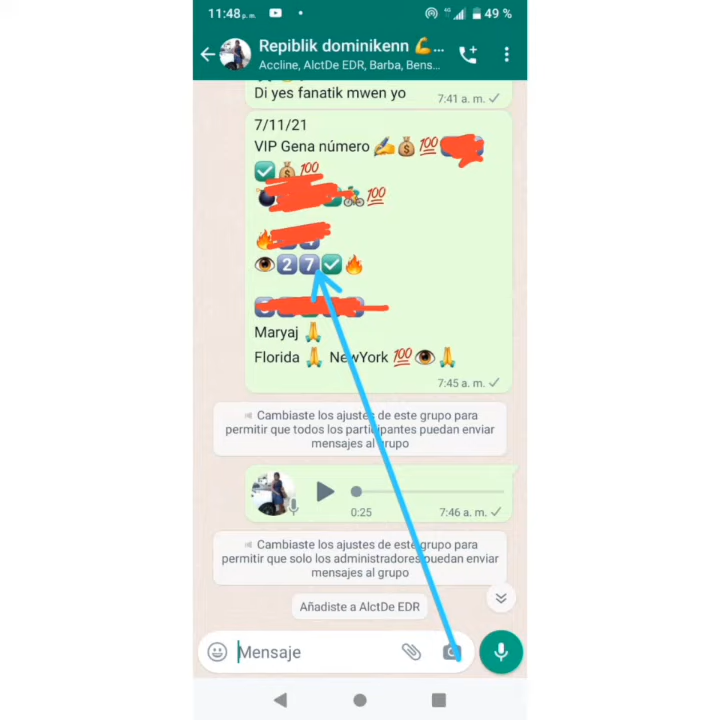 11:48 p. m. 4G 49 %
Repiblik dominikenn 💪...
Accline, AlctDe EDR, Barba, Bens...
Di yes fanatik mwen yo
7:41 a. m.
7/11/21
VIP Gena número ✍️💰💯
✅💰💯
💣🚲💯
🔥
👁️2️⃣7️⃣✅🔥
Maryaj 🙏
Florida 🙏 NewYork 💯👁️🙏
7:45 a. m.
Cambiaste los ajustes de este grupo para
permitir que todos los participantes puedan enviar
mensajes al grupo
0:25 7:46 a. m.
Cambiaste los ajustes de este grupo para
permitir que solo los administradores puedan enviar
mensajes al grupo
Añadiste a AlctDe EDR
Mensaje